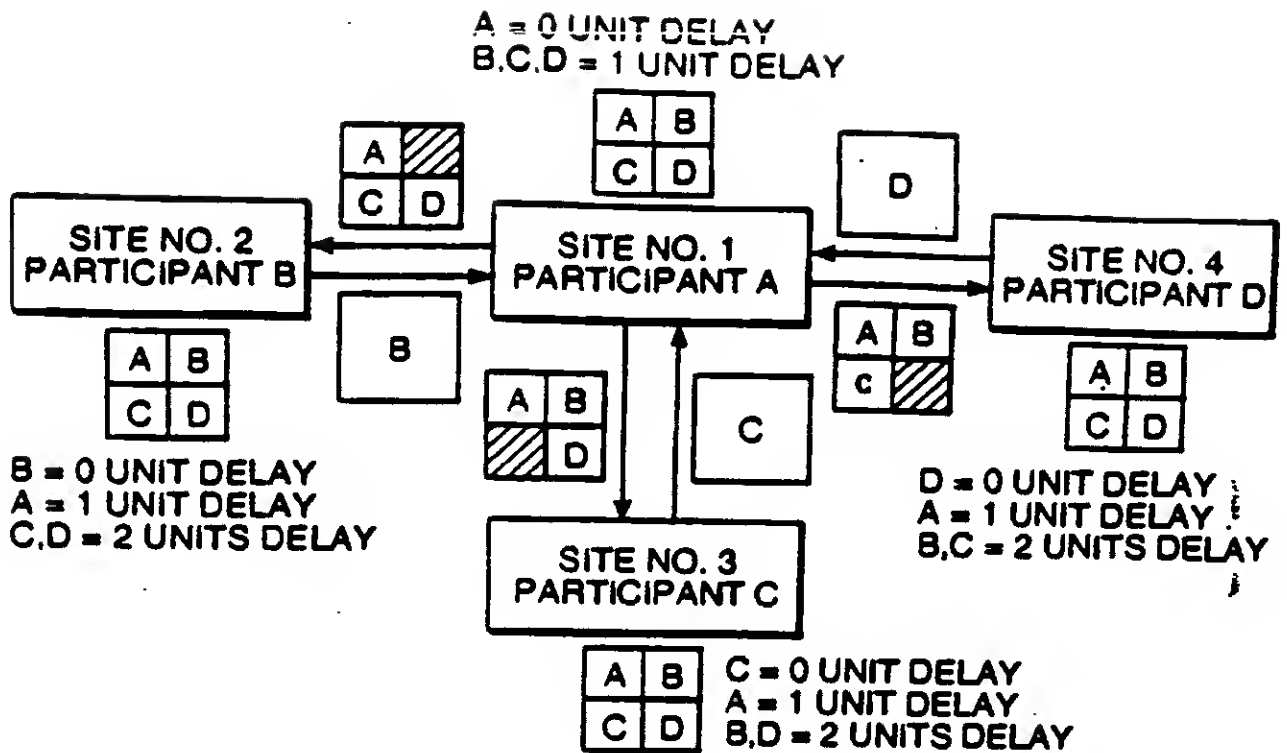 A = 0 UNIT DELAY
B,C,D = 1 UNIT DELAY
A
C D
A B
C D
D
SITE NO. 2
PARTICIPANT B
SITE NO. 1
PARTICIPANT A
SITE NO. 4
PARTICIPANT D
A B
C D
B
A B
D
C
A B
C
A B
C D
B = 0 UNIT DELAY
A = 1 UNIT DELAY
C,D = 2 UNITS DELAY
D = 0 UNIT DELAY
A = 1 UNIT DELAY
B,C = 2 UNITS DELAY
SITE NO. 3
PARTICIPANT C
A B
C D
C = 0 UNIT DELAY
A = 1 UNIT DELAY
B,D = 2 UNITS DELAY